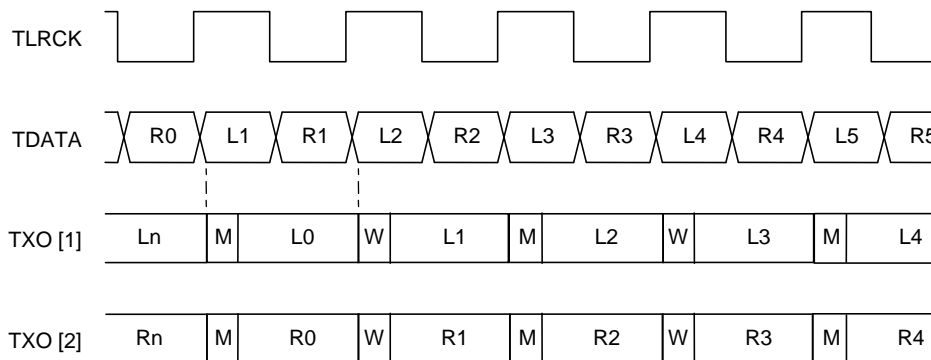 TLRCK
TDATA R0 L1 R1 L2 R2 L3 R3 L4 R4 L5 R5
TXO [1] Ln M L0 W L1 M L2 W L3 M L4
TXO [2] Rn M R0 W R1 M R2 W R3 M R4